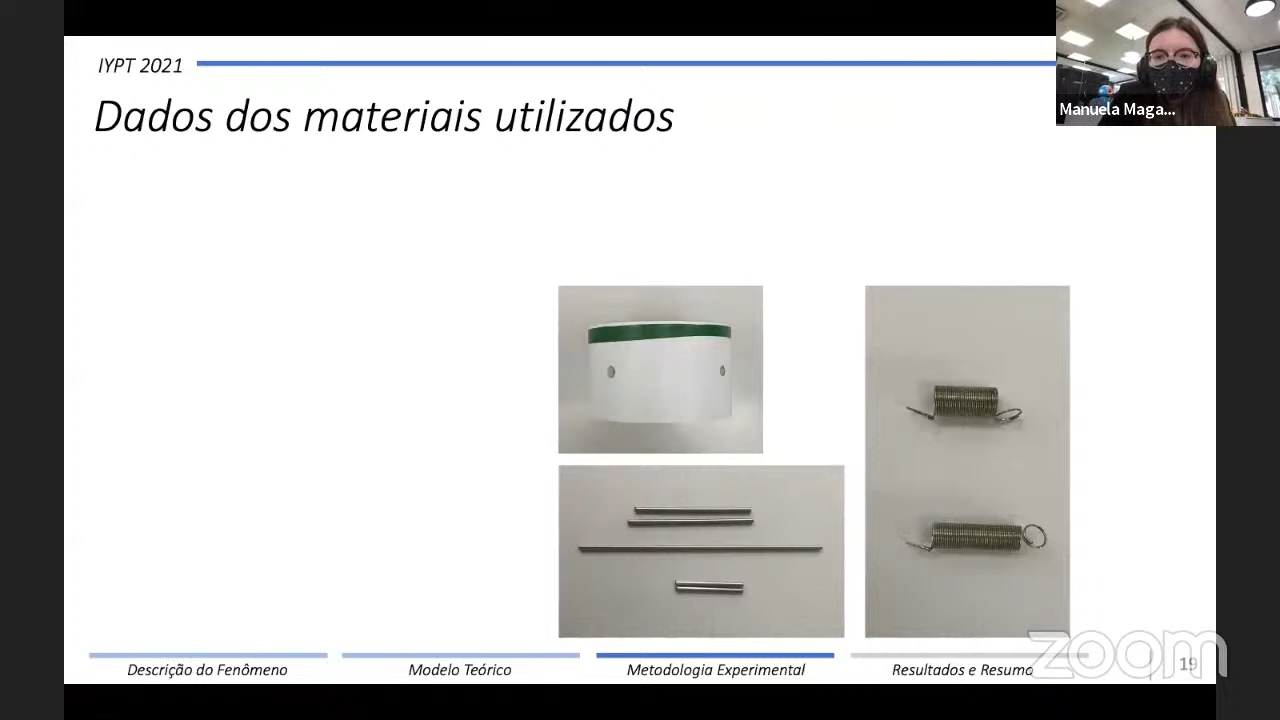 IYPT 2021
Dados dos materiais utilizados
Manuela Maga...
Descrição do Fenômeno
Modelo Teórico
Metodologia Experimental
Resultados e Resumo
19
zoom